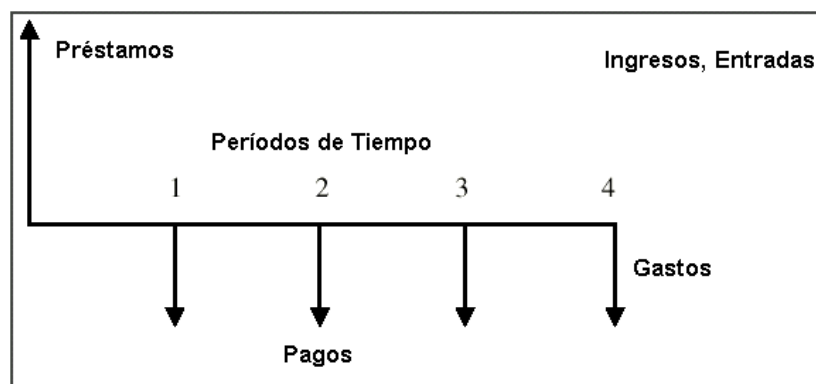 Préstamos
Ingresos, Entradas
Períodos de Tiempo
1 2 3 4
Gastos
Pagos